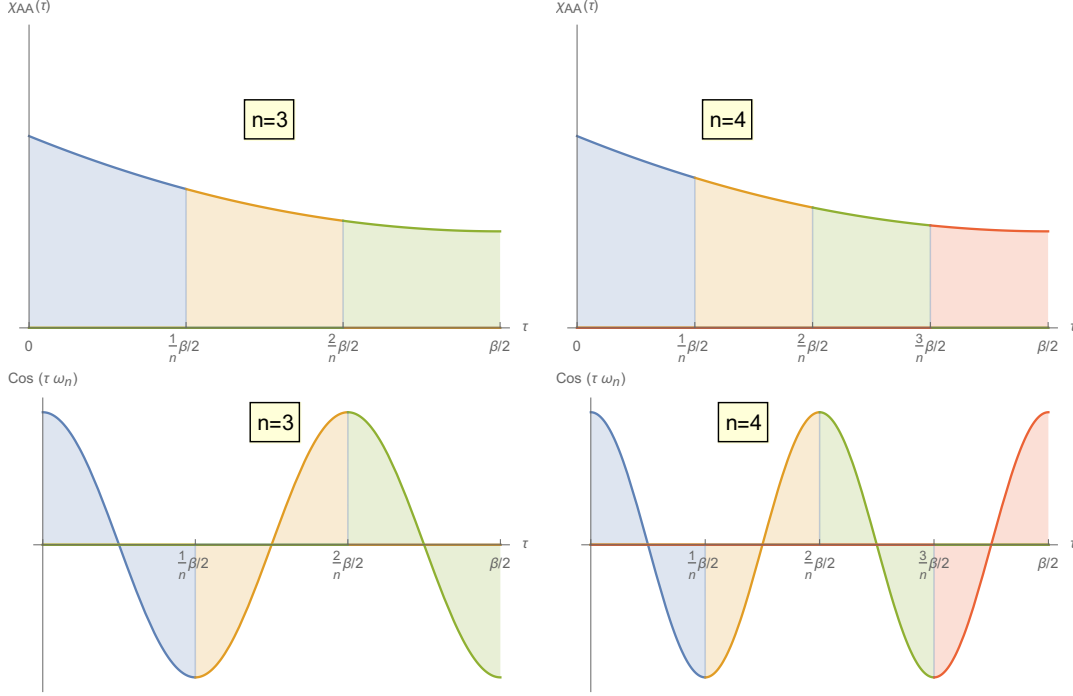 χAA(τ)
n=3
τ
0
1/n β/2
2/n β/2
β/2
χAA(τ)
n=4
τ
0
1/n β/2
2/n β/2
3/n β/2
β/2
Cos (τ ωn)
n=3
τ
1/n β/2
2/n β/2
β/2
Cos (τ ωn)
n=4
τ
1/n β/2
2/n β/2
3/n β/2
β/2